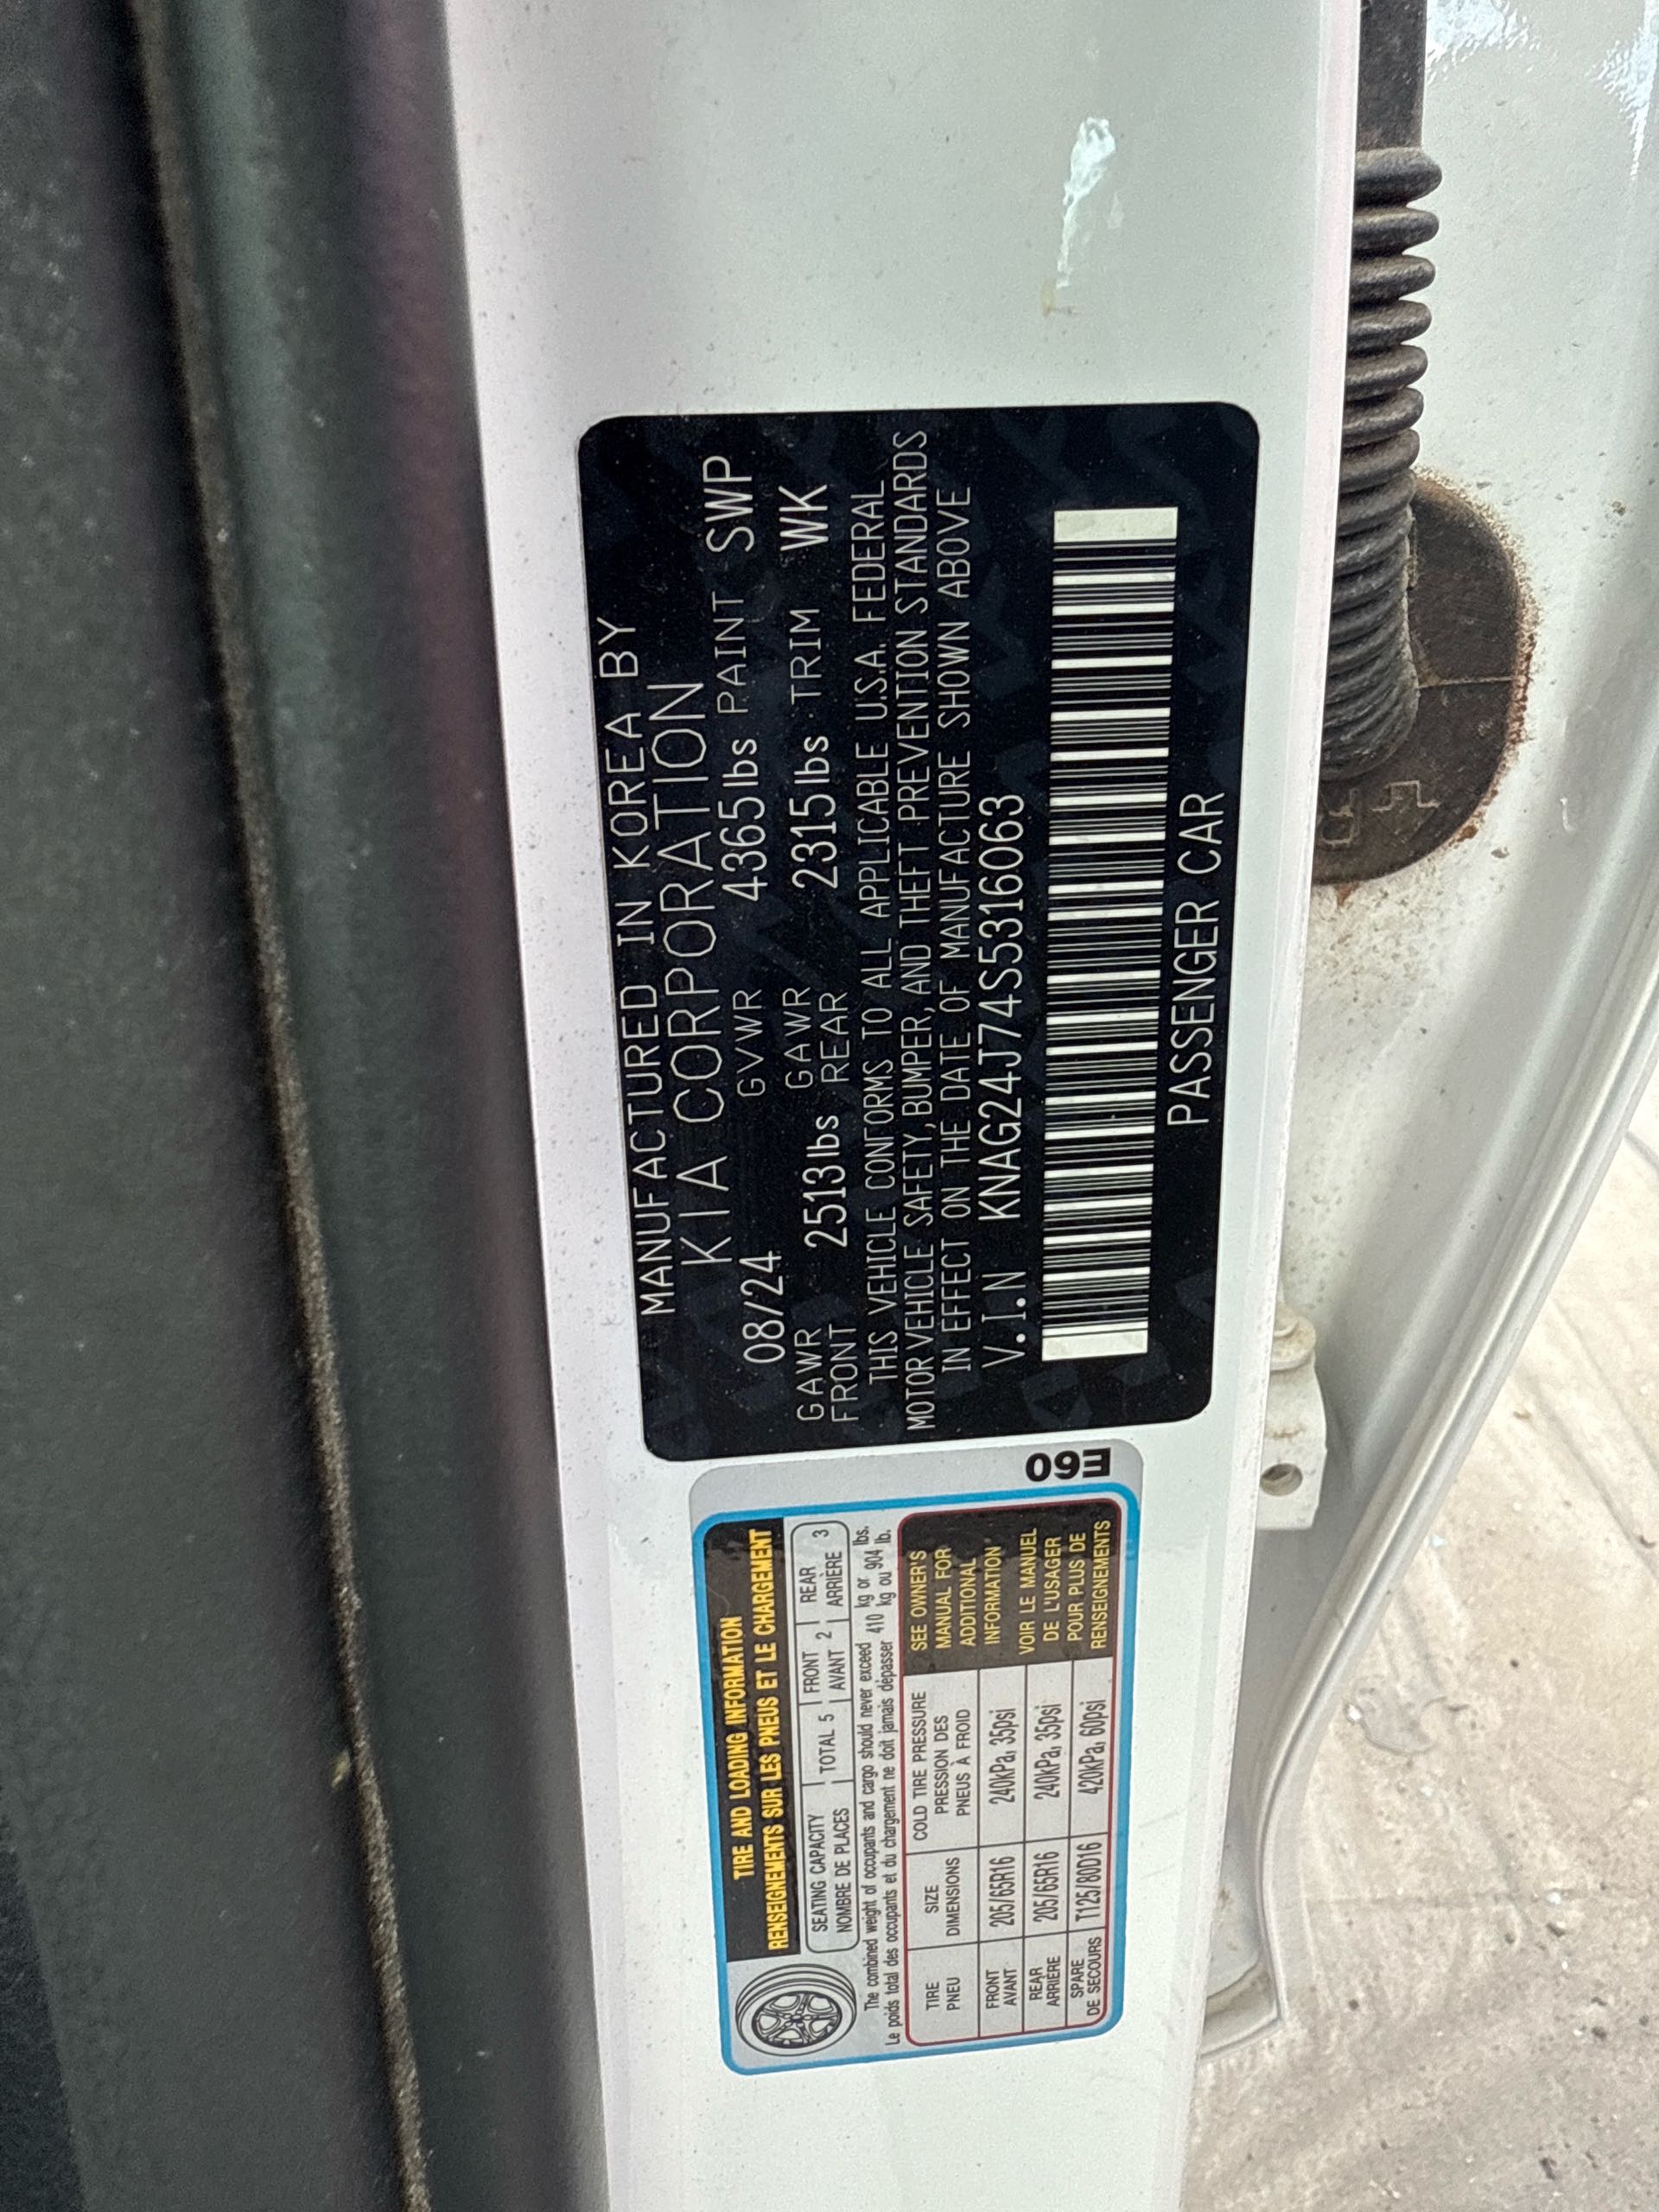 MANUFACTURED IN KOREA BY
KIA CORPORATION
08/24 GVWR 4365lbs PAINT SWP
GAWR FRONT 2513lbs GAWR REAR 2315lbs TRIM WK
THIS VEHICLE CONFORMS TO ALL APPLICABLE U.S.A. FEDERAL
MOTOR VEHICLE SAFETY, BUMPER, AND THEFT PREVENTION STANDARDS
IN EFFECT ON THE DATE OF MANUFACTURE SHOWN ABOVE
V.I.N KNAG24J74S5316063
PASSENGER CAR
E60
TIRE AND LOADING INFORMATION
RENSEIGNEMENTS SUR LES PNEUS ET LE CHARGEMENT
SEATING CAPACITY TOTAL 5 FRONT 2 REAR 3
NOMBRE DE PLACES AVANT ARRIÈRE
The combined weight of occupants and cargo should never exceed 410 kg or 904 lbs.
Le poids total des occupants et du chargement ne doit jamais dépasser kg ou lb.
TIRE SIZE COLD TIRE PRESSURE
PNEU DIMENSIONS PRESSION DES
PNEUS À FROID
FRONT 205/65R16 240kPa, 35psi
AVANT
REAR 205/65R16 240kPa, 35psi
ARRIÈRE
SPARE T125/80D16 420kPa, 60psi
DE SECOURS
SEE OWNER'S
MANUAL FOR
ADDITIONAL
INFORMATION
VOIR LE MANUEL
DE L'USAGER
POUR PLUS DE
RENSEIGNEMENTS